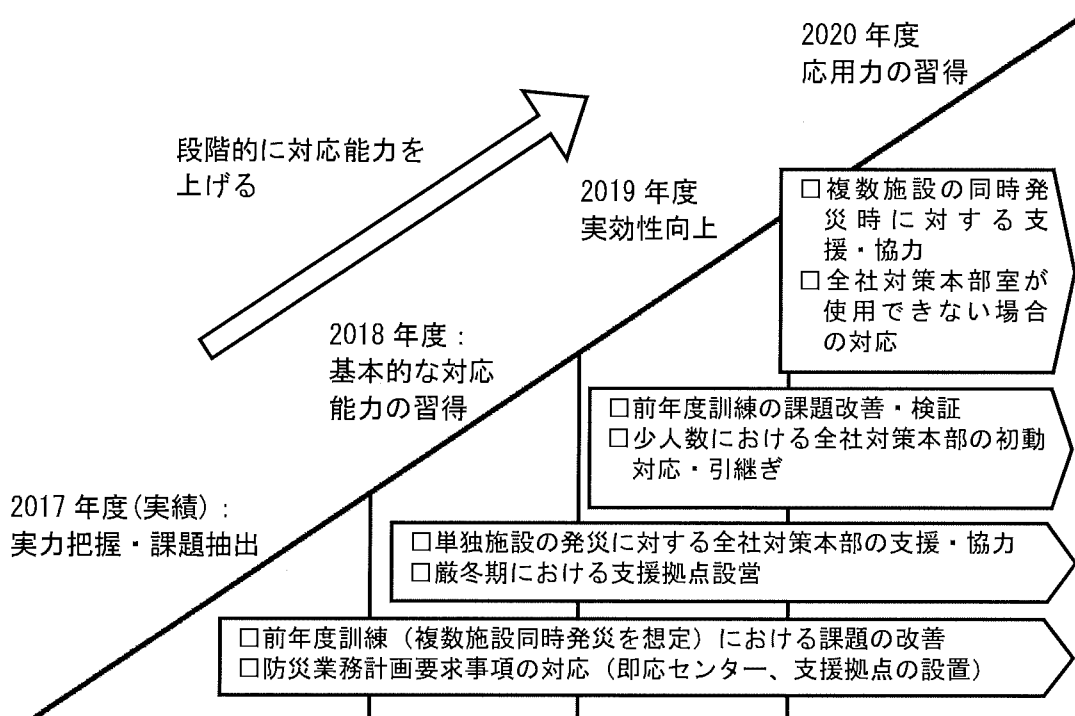 2020 年度
応用力の習得
段階的に対応能力を
上げる
2019 年度
実効性向上
□複数施設の同時発
災時に対する支
援・協力
□全社対策本部室が
使用できない場合
の対応
2018 年度：
基本的な対応
能力の習得
□前年度訓練の課題改善・検証
□少人数における全社対策本部の初動
対応・引継ぎ
2017 年度(実績)：
実力把握・課題抽出
□単独施設の発災に対する全社対策本部の支援・協力
□厳冬期における支援拠点設営
□前年度訓練（複数施設同時発災を想定）における課題の改善
□防災業務計画要求事項の対応（即応センター、支援拠点の設置）